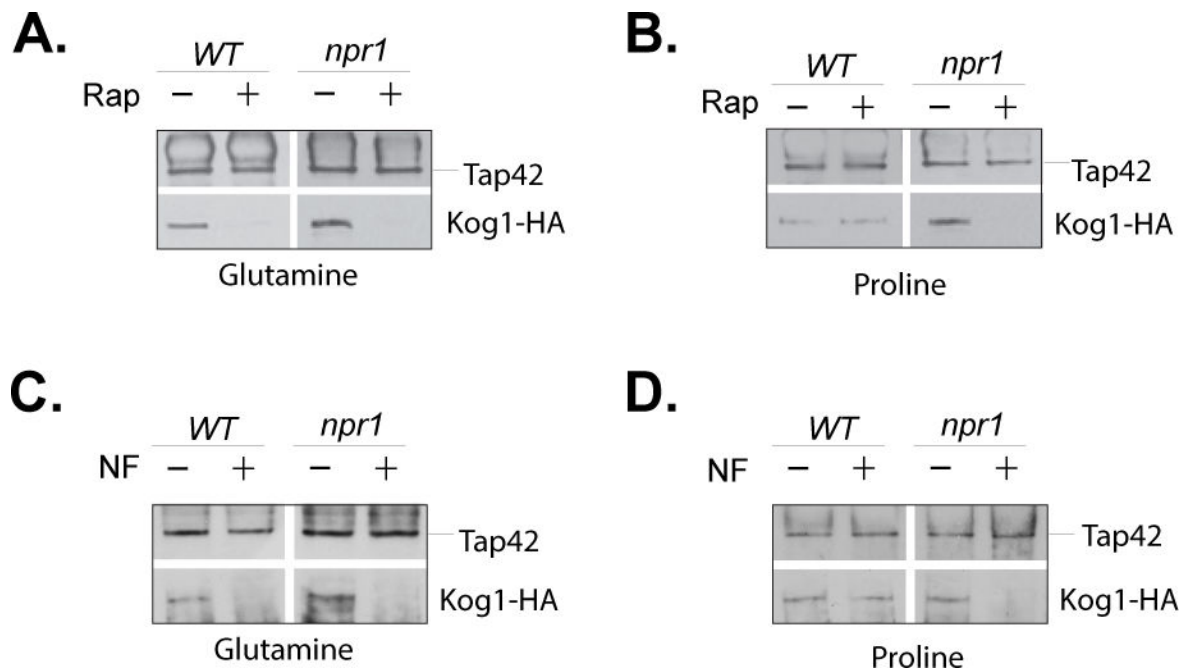 A.
WT npr1
Rap − + − +
Tap42
Kog1-HA
Glutamine
B.
WT npr1
Rap − + − +
Tap42
Kog1-HA
Proline
C.
WT npr1
NF − + − +
Tap42
Kog1-HA
Glutamine
D.
WT npr1
NF − + − +
Tap42
Kog1-HA
Proline